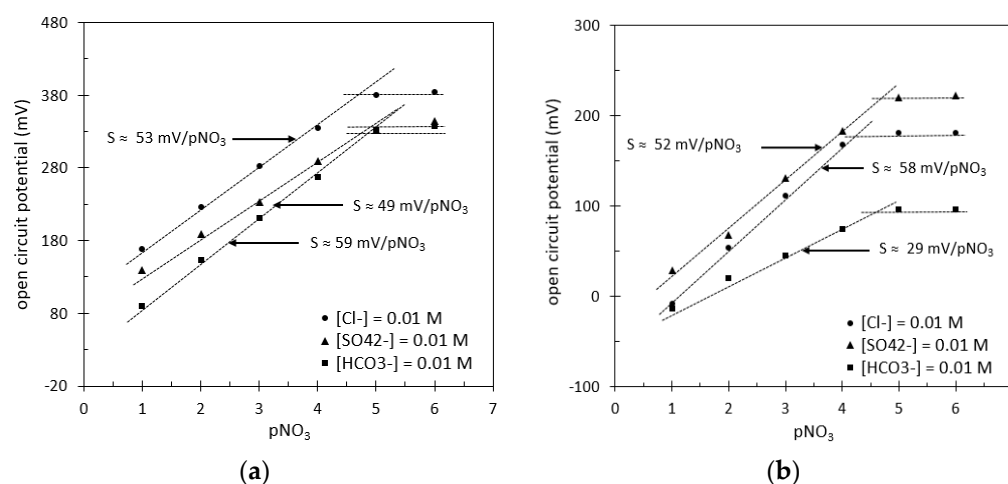 open circuit potential (mV)
480
380
280
180
80
-20
0 1 2 3 4 5 6 7
pNO₃
S ≈ 53 mV/pNO₃
S ≈ 49 mV/pNO₃
S ≈ 59 mV/pNO₃
[Cl-] = 0.01 M
[SO42-] = 0.01 M
[HCO3-] = 0.01 M
(a)
open circuit potential (mV)
300
200
100
0
-100
0 1 2 3 4 5 6 7
pNO₃
S ≈ 52 mV/pNO₃
S ≈ 58 mV/pNO₃
S ≈ 29 mV/pNO₃
[Cl-] = 0.01 M
[SO42-] = 0.01 M
[HCO3-] = 0.01 M
(b)